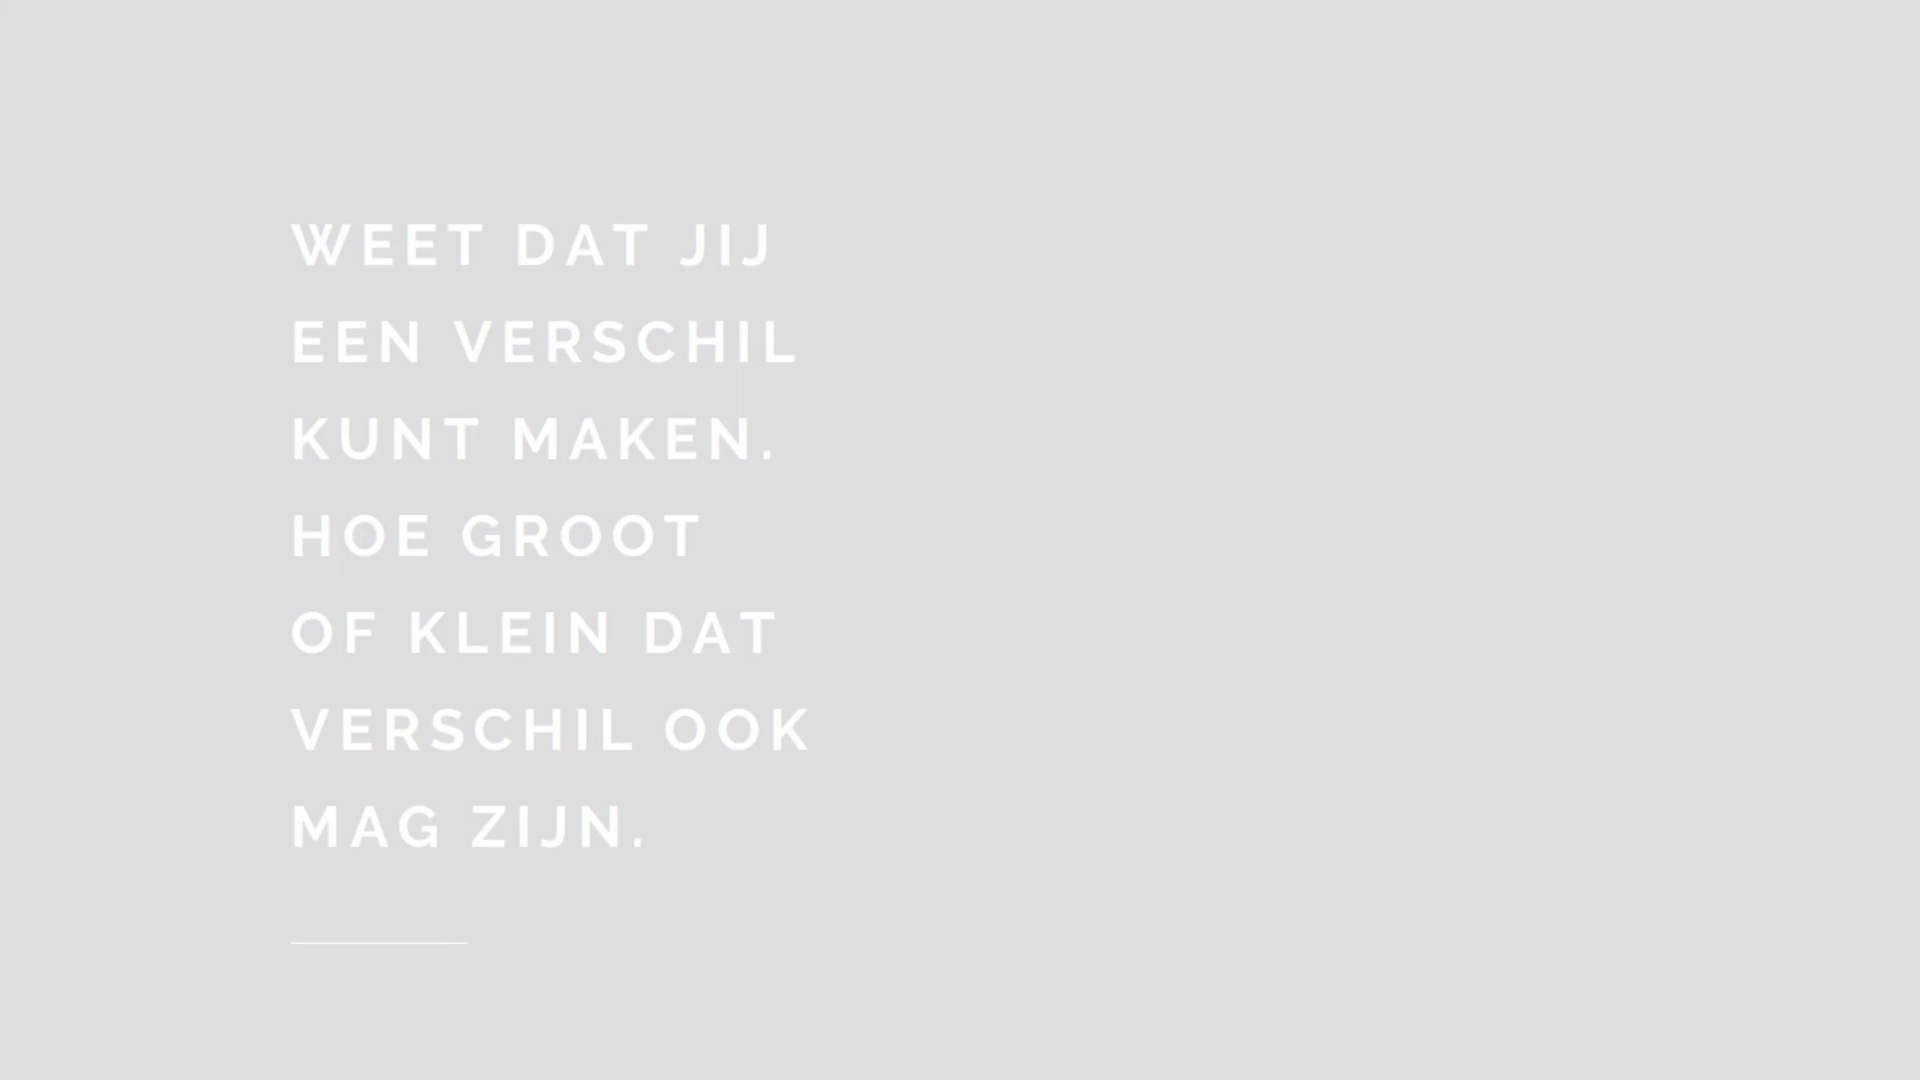 WEET DAT JIJ
EEN VERSCHIL
KUNT MAKEN.
HOE GROOT
OF KLEIN DAT
VERSCHIL OOK
MAG ZIJN.